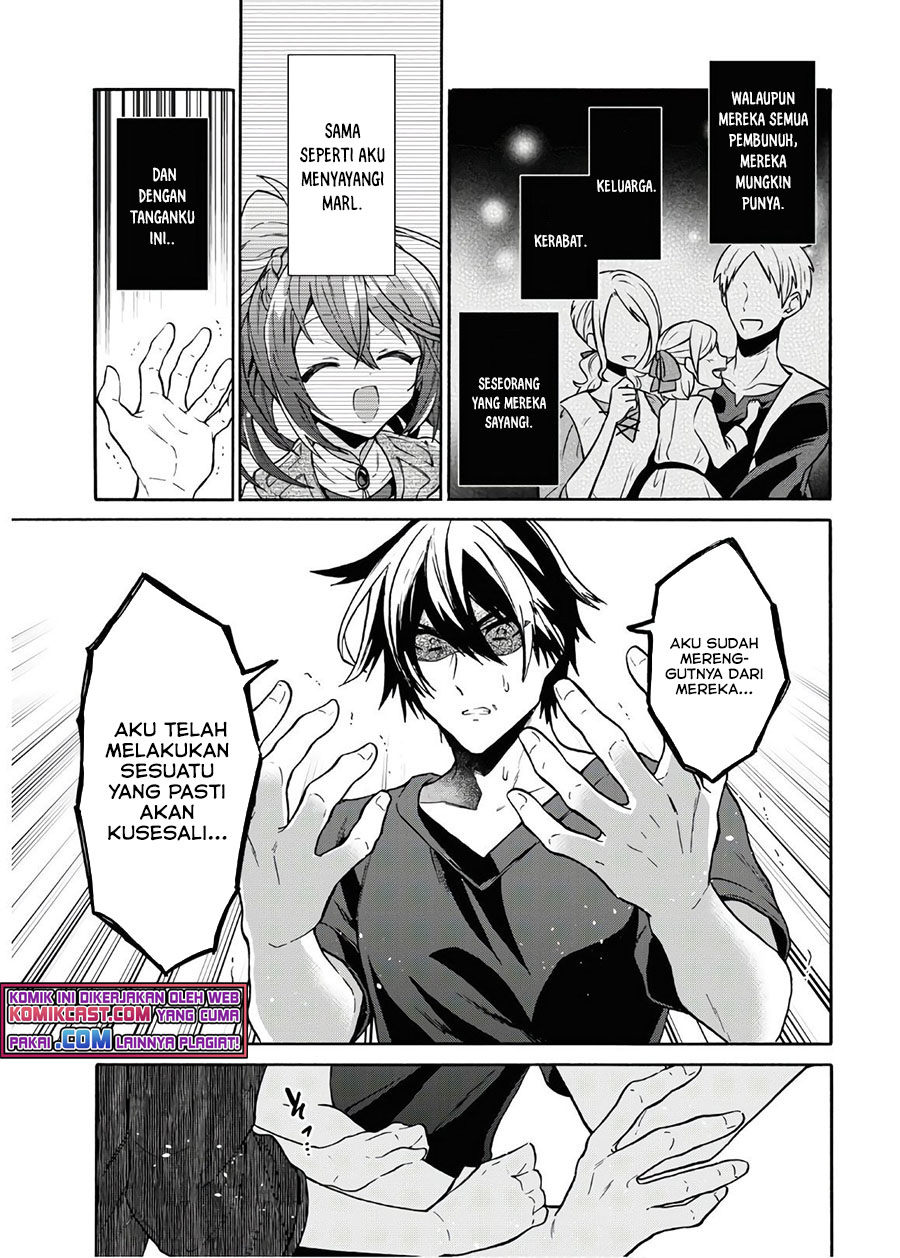 WALAUPUN
MEREKA SEMUA
PEMBUNUH,
MEREKA
MUNGKIN
PUNYA.
KELUARGA.
KERABAT.
SESEORANG
YANG MEREKA
SAYANGI.
SAMA
SEPERTI AKU
MENYAYANGI
MARL.
DAN
DENGAN
TANGANKU
INI..
AKU SUDAH
MERENG-
GUTNYA DARI
MEREKA...
AKU TELAH
MELAKUKAN
SESUATU
YANG PASTI
AKAN
KUSESALI...
KOMIK INI DIKERJAKAN OLEH WEB
KOMIKCAST.COM YANG CUMA
PAKAI .COM LAINNYA PLAGIAT!